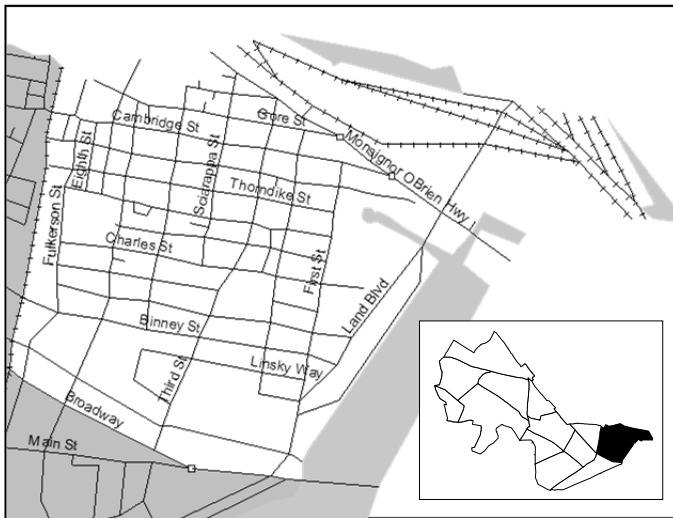 Gore St
Cambridge St
Monsignor O'Brien Hwy
Eighth St
Sciarappa St
Thorndike St
Fulkerson St
Charles St
First St
Land Blvd
Binney St
Linsky Way
Third St
Broadway
Main St